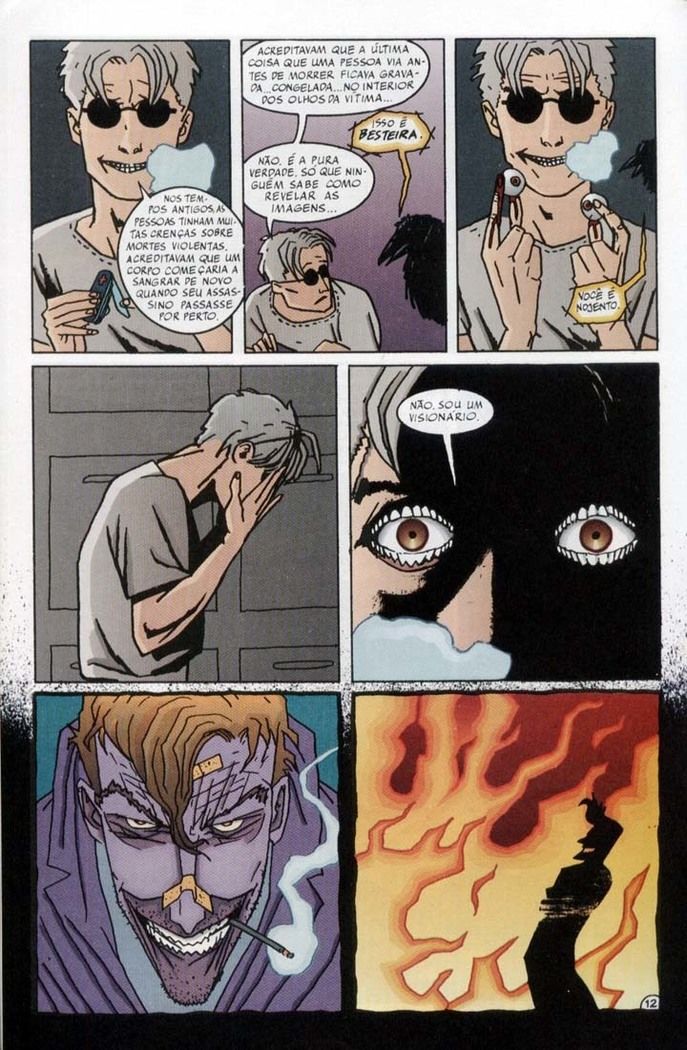 NOS TEM-
POS ANTIGOS, AS
PESSOAS TINHAM MUI-
TAS CRENÇAS SOBRE
MORTES VIOLENTAS.
ACREDITAVAM QUE UM
CORPO COMEÇARIA A
SANGRAR DE NOVO
QUANDO SEU ASSAS-
SINO PASSASSE
POR PERTO.
ACREDITAVAM QUE A ÚLTIMA
COISA QUE UMA PESSOA VIA AN-
TES DE MORRER FICAVA GRAVA-
DA...CONGELADA...NO INTERIOR
DOS OLHOS DA VÍTIMA...
ISSO É
BESTEIRA.
NÃO, É A PURA
VERDADE. SÓ QUE NIN-
GUÉM SABE COMO
REVELAR AS
IMAGENS...
VOCÊ É
NOJENTO.
NÃO, SOU UM
VISIONÁRIO.
12